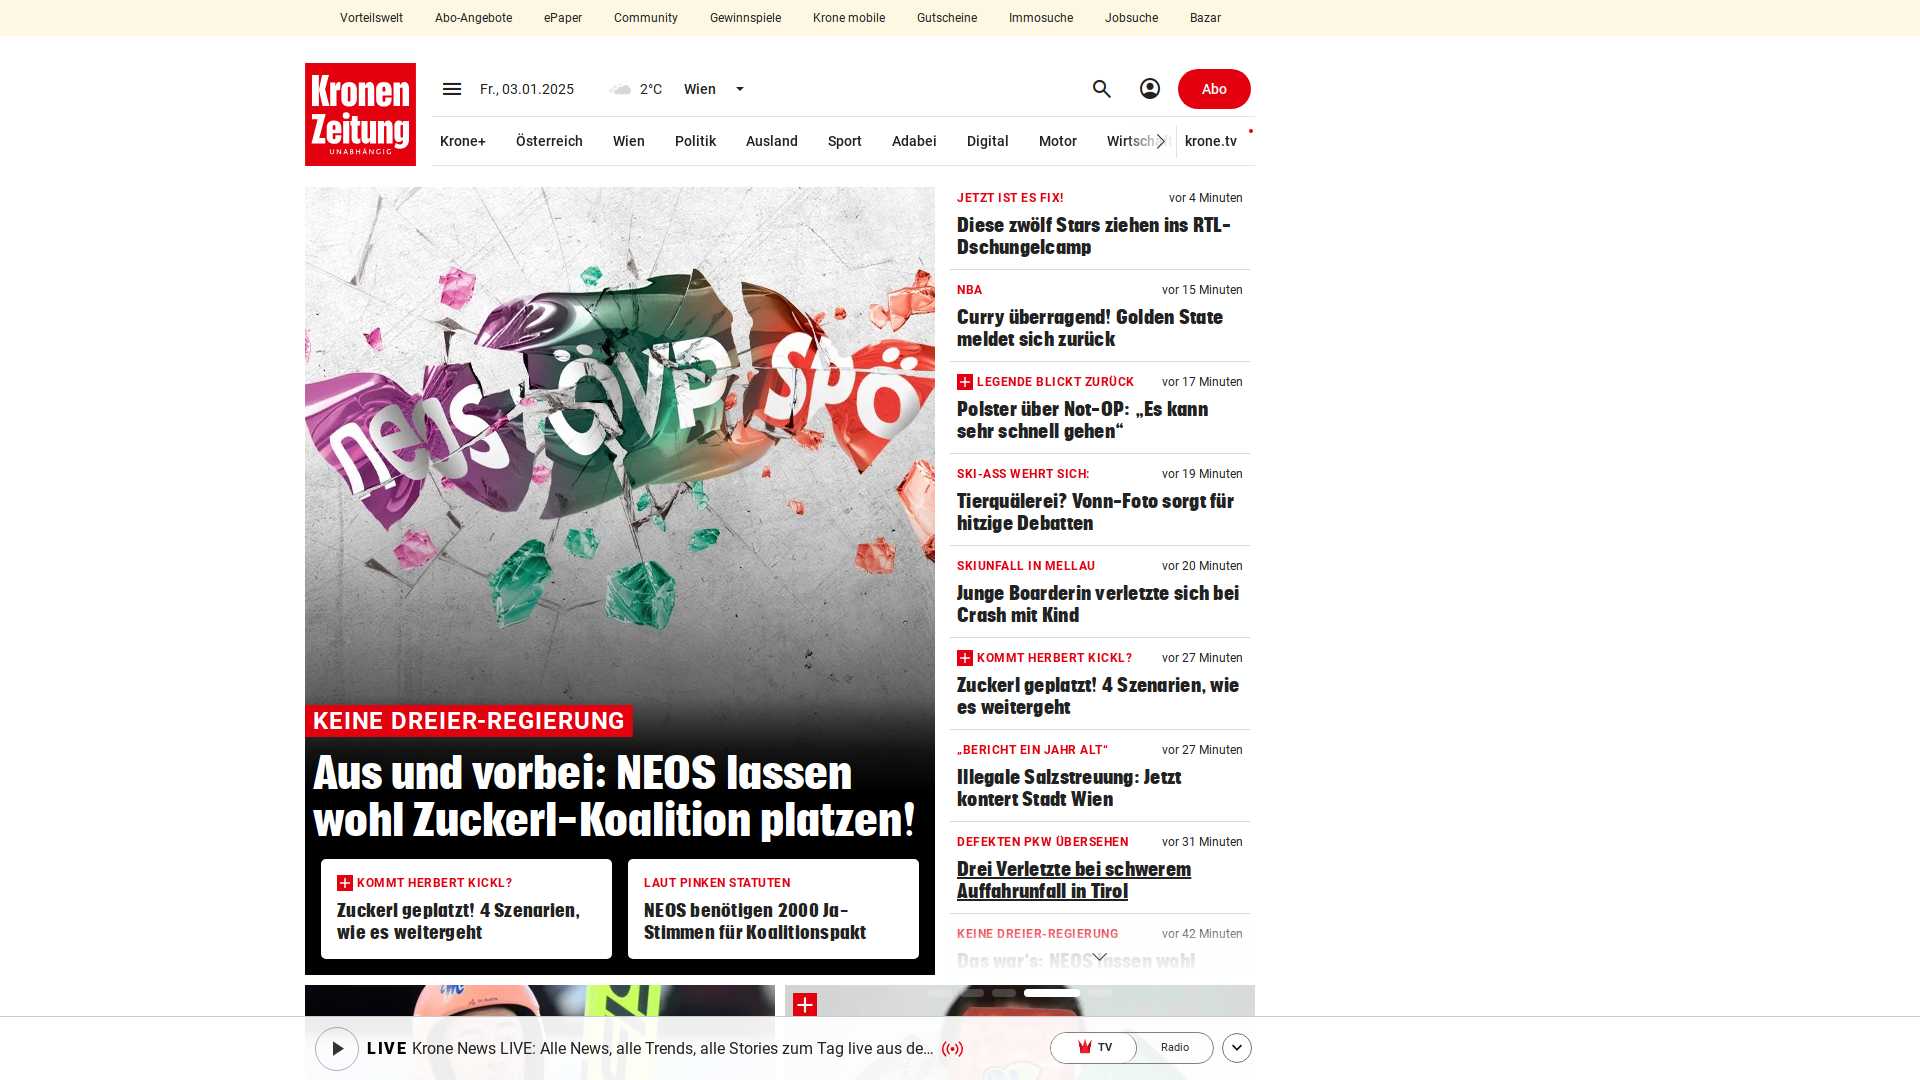 Vorteilswelt Abo-Angebote ePaper Community Gewinnspiele Krone mobile Gutscheine Immosuche Jobsuche Bazar
Kronen
Zeitung
UNABHÄNGIG
Fr., 03.01.2025 2°C Wien Abo
Krone+ Österreich Wien Politik Ausland Sport Adabei Digital Motor Wirtschaft krone.tv
neos ÖVP SPÖ
KEINE DREIER-REGIERUNG
Aus und vorbei: NEOS lassen
wohl Zuckerl-Koalition platzen!
KOMMT HERBERT KICKL?
Zuckerl geplatzt! 4 Szenarien,
wie es weitergeht
LAUT PINKEN STATUTEN
NEOS benötigen 2000 Ja-
Stimmen für Koalitionspakt
JETZT IST ES FIX! vor 4 Minuten
Diese zwölf Stars ziehen ins RTL-
Dschungelcamp
NBA vor 15 Minuten
Curry überragend! Golden State
meldet sich zurück
LEGENDE BLICKT ZURÜCK vor 17 Minuten
Polster über Not-OP: „Es kann
sehr schnell gehen“
SKI-ASS WEHRT SICH: vor 19 Minuten
Tierquälerei? Vonn-Foto sorgt für
hitzige Debatten
SKIUNFALL IN MELLAU vor 20 Minuten
Junge Boarderin verletzte sich bei
Crash mit Kind
KOMMT HERBERT KICKL? vor 27 Minuten
Zuckerl geplatzt! 4 Szenarien, wie
es weitergeht
„BERICHT EIN JAHR ALT“ vor 27 Minuten
Illegale Salzstreuung: Jetzt
kontert Stadt Wien
DEFEKTEN PKW ÜBERSEHEN vor 31 Minuten
Drei Verletzte bei schwerem
Auffahrunfall in Tirol
KEINE DREIER-REGIERUNG vor 42 Minuten
Das war's: NEOS lassen wohl
LIVE Krone News LIVE: Alle News, alle Trends, alle Stories zum Tag live aus de... TV Radio